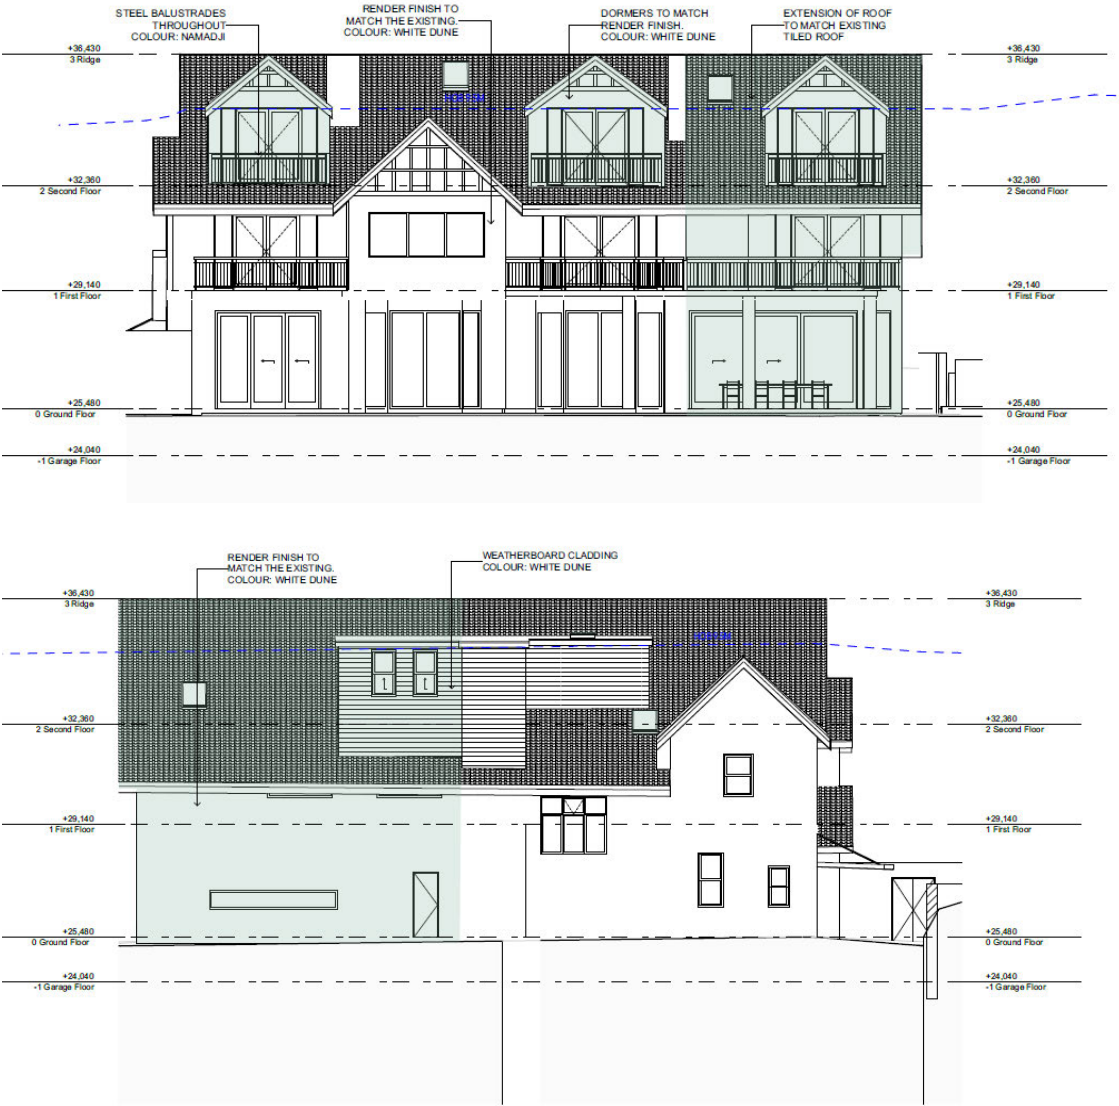 STEEL BALUSTRADES
THROUGHOUT
COLOUR: NAMADJI
RENDER FINISH TO
MATCH THE EXISTING.
COLOUR: WHITE DUNE
DORMERS TO MATCH
RENDER FINISH.
COLOUR: WHITE DUNE
EXTENSION OF ROOF
TO MATCH EXISTING
TILED ROOF
+36,430
3 Ridge
+36,430
3 Ridge
+32,360
2 Second Floor
+32,360
2 Second Floor
+29,140
1 First Floor
+29,140
1 First Floor
+25,480
0 Ground Floor
+25,480
0 Ground Floor
+24,040
-1 Garage Floor
+24,040
-1 Garage Floor
RENDER FINISH TO
MATCH THE EXISTING.
COLOUR: WHITE DUNE
WEATHERBOARD CLADDING
COLOUR: WHITE DUNE
+36,430
3 Ridge
+36,430
3 Ridge
+32,360
2 Second Floor
+32,360
2 Second Floor
+29,140
1 First Floor
+29,140
1 First Floor
+25,480
0 Ground Floor
+25,480
0 Ground Floor
+24,040
-1 Garage Floor
+24,040
-1 Garage Floor